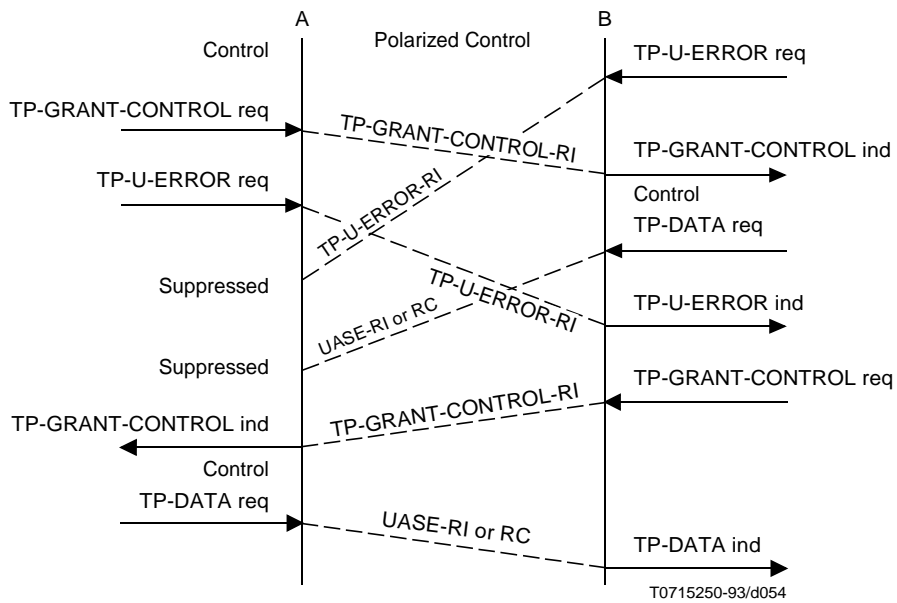 A
B
Control
Polarized Control
TP-U-ERROR req
TP-GRANT-CONTROL req
TP-GRANT-CONTROL-RI
TP-GRANT-CONTROL ind
TP-U-ERROR req
Control
TP-U-ERROR-RI
TP-DATA req
Suppressed
TP-U-ERROR-RI
TP-U-ERROR ind
UASE-RI or RC
Suppressed
TP-GRANT-CONTROL req
TP-GRANT-CONTROL-RI
TP-GRANT-CONTROL ind
Control
TP-DATA req
UASE-RI or RC
TP-DATA ind
T0715250-93/d054